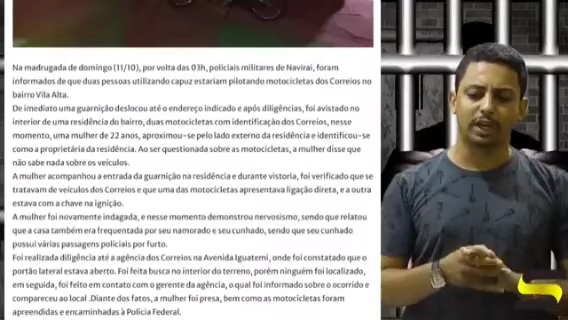 Na madrugada de domingo (11/10), por volta das 03h, policiais militares de Naviraí, foram
informados de que duas pessoas utilizando capuz estariam pilotando motocicletas dos Correios no
bairro Vila Alta.
De imediato uma guarnição deslocou até o endereço indicado e após diligências, foi avistado no
interior de uma residência do bairro, duas motocicletas com identificação dos Correios, nesse
momento, uma mulher de 22 anos, aproximou-se pelo lado externo da residência e identificou-se
como a proprietária da residência. Ao ser questionada sobre as motocicletas, a mulher disse que
não sabe nada sobre os veículos.
A mulher acompanhou a entrada da guarnição na residência e durante vistoria, foi verificado que se
tratavam de veículos dos Correios e que uma das motocicletas apresentava ligação direta, e a outra
estava com a chave na ignição.
A mulher foi novamente indagada, e nesse momento demonstrou nervosismo, sendo que relatou
que a casa também era frequentada por seu namorado e seu cunhado, sendo que seu cunhado
possui várias passagens policiais por furto.
Foi realizada diligência até a agência dos Correios na Avenida Iguatemi, onde foi constatado que o
portão lateral estava aberto. Foi feita busca no interior do terreno, porém ninguém foi localizado,
em seguida, foi feito em contato com o gerente da agência, o qual foi informado sobre o ocorrido e
compareceu ao local .Diante dos fatos, a mulher foi presa, bem como as motocicletas foram
apreendidas e encaminhadas à Polícia Federal.